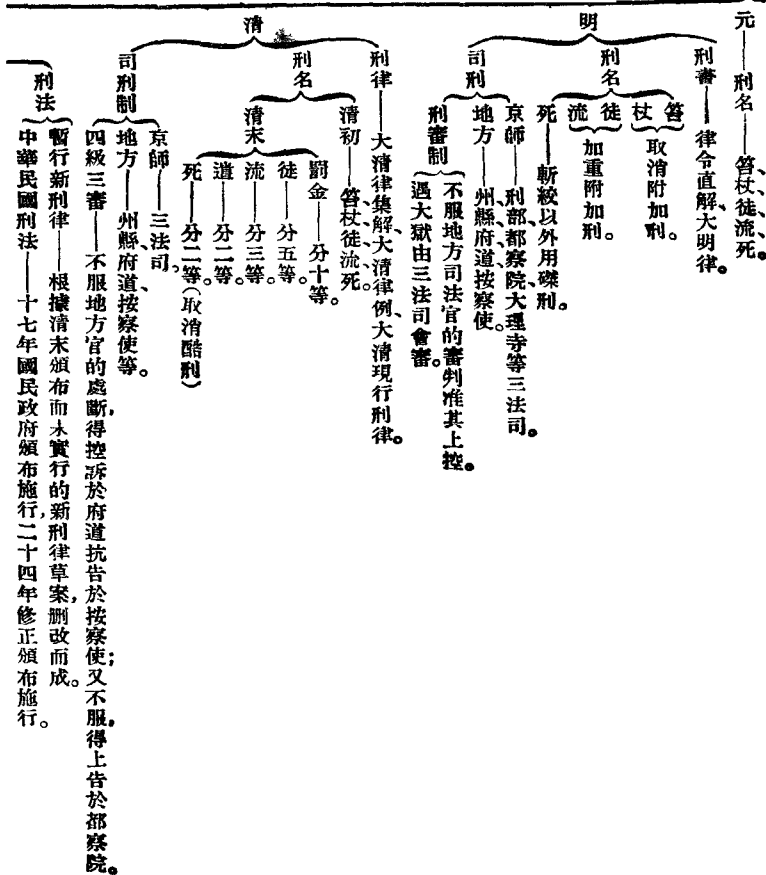 元——刑名——笞、杖、徒、流、死。
明
刑書——律令直解、大明律。
刑名
笞
杖
取消附加刑。
徒
流
加重附加刑。
死——斬絞以外用磔刑。
司刑
京師——刑部、都察院、大理寺等三法司。
地方——州、縣、府、道、按察使。
刑審制
不服地方司法官的審判准其上控。
遇大獄由三法司會審。
清
刑律——大清律集解、大清律例、大清現行刑律。
刑名
清初——笞、杖、徒、流、死。
清末
罰金——分十等。
徒——分五等。
流——分三等。
遣——分二等。
死——分二等(取消酷刑)
司刑制
京師——三法司。
地方——州、縣、府、道、按察使等。
四級三審——不服地方官的處斷,得控訴於府道抗告於按察使;又不服,得上告於都察院。
刑法
暫行新刑律——根據清末頒布而未實行的新刑律草案,刪改而成。
中華民國刑法——十七年國民政府頒布施行,二十四年修正頒布施行。